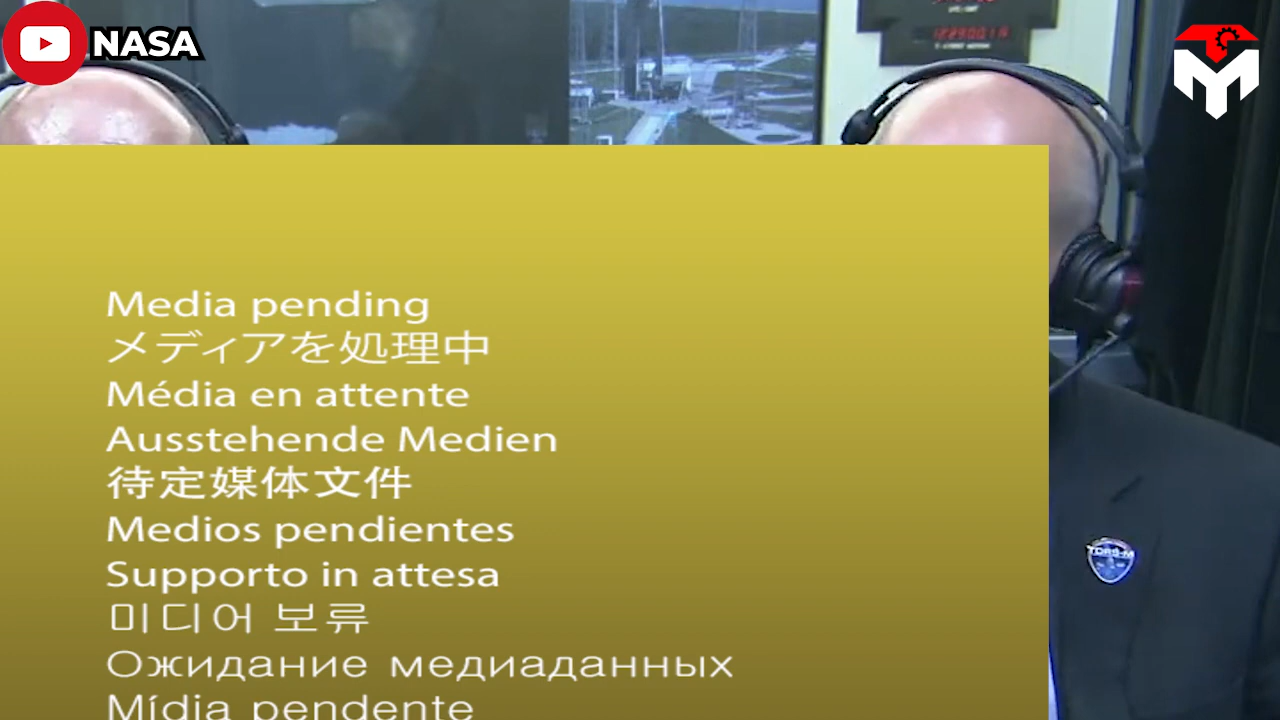 NASA
Media pending
メディアを処理中
Média en attente
Ausstehende Medien
待定媒体文件
Medios pendientes
Supporto in attesa
미디어 보류
Ожидание медиаданных
Mídia pendente
TDRS-M